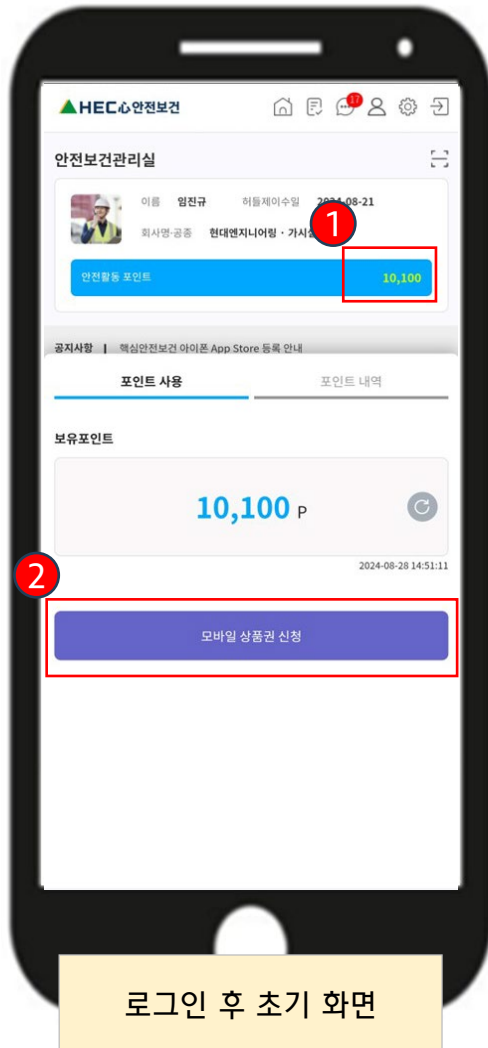 HEC心안전보건
17
안전보건관리실
이름 임진규 허들제이수일 2024-08-21
1
회사명·공종 현대엔지니어링 · 가시설
안전활동 포인트 10,100
공지사항 | 핵심안전보건 아이폰 App Store 등록 안내
포인트 사용 포인트 내역
보유포인트
10,100 P
2024-08-28 14:51:11
2
모바일 상품권 신청
로그인 후 초기 화면